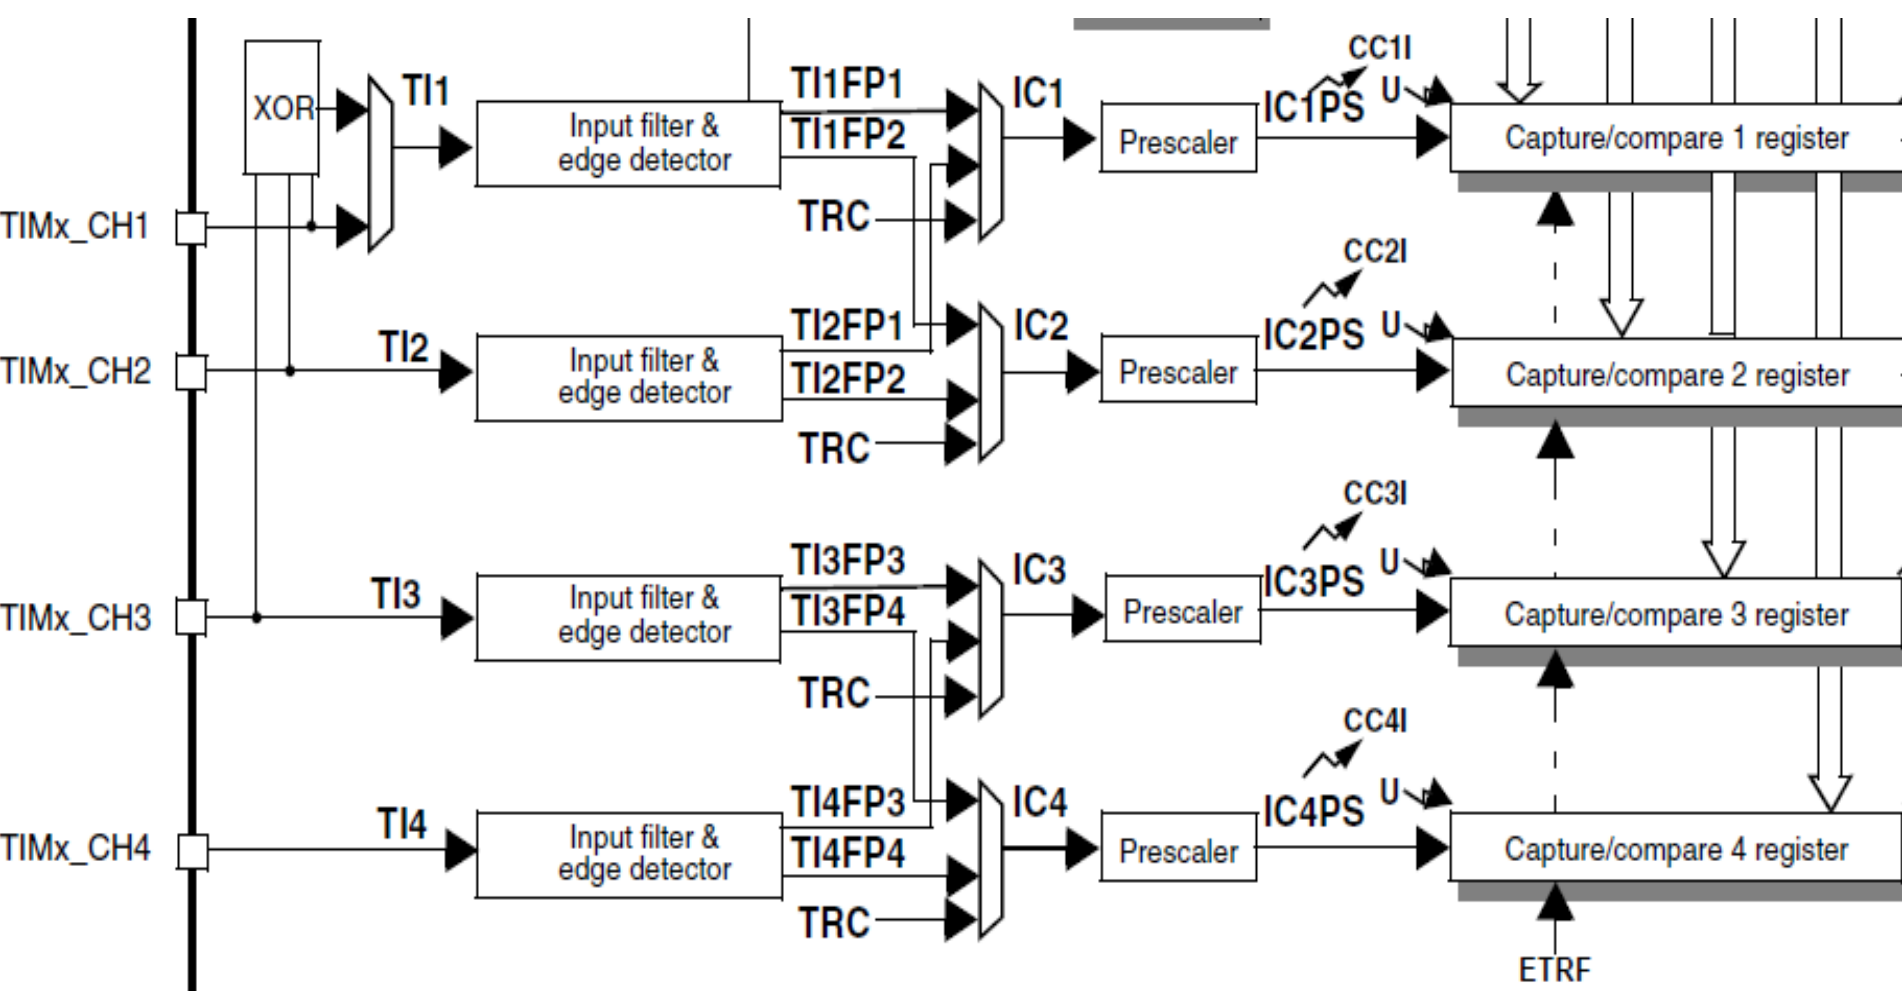 CC1I
TI1
TI1FP1
IC1
IC1PS
U
XOR
Input filter &
edge detector
TI1FP2
Prescaler
Capture/compare 1 register
TIMx_CH1
TRC
CC2I
TI2
TI2FP1
IC2
IC2PS
U
TIMx_CH2
Input filter &
edge detector
TI2FP2
Prescaler
Capture/compare 2 register
TRC
CC3I
TI3
TI3FP3
IC3
IC3PS
U
TIMx_CH3
Input filter &
edge detector
TI3FP4
Prescaler
Capture/compare 3 register
TRC
CC4I
TI4
TI4FP3
IC4
IC4PS
U
TIMx_CH4
Input filter &
edge detector
TI4FP4
Prescaler
Capture/compare 4 register
TRC
ETRF